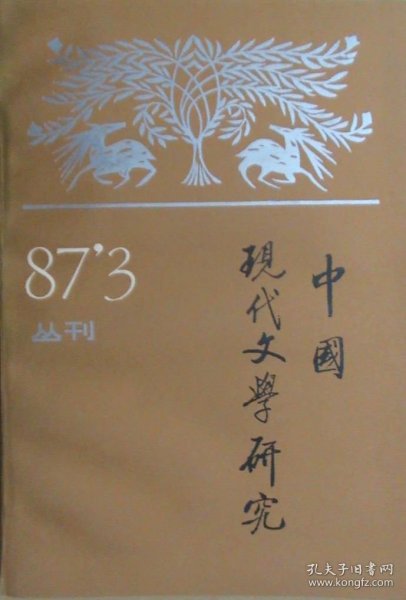 87'3
丛刊
中國
現代文學研究
孔夫子旧书网
www.kongfz.com